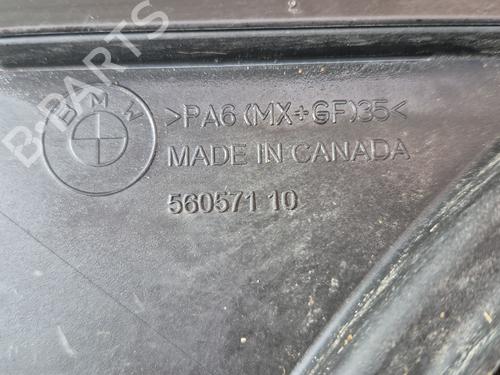 B-PARTS
BMW
>PA6 (MX+GF)35<
MADE IN CANADA
560571 10